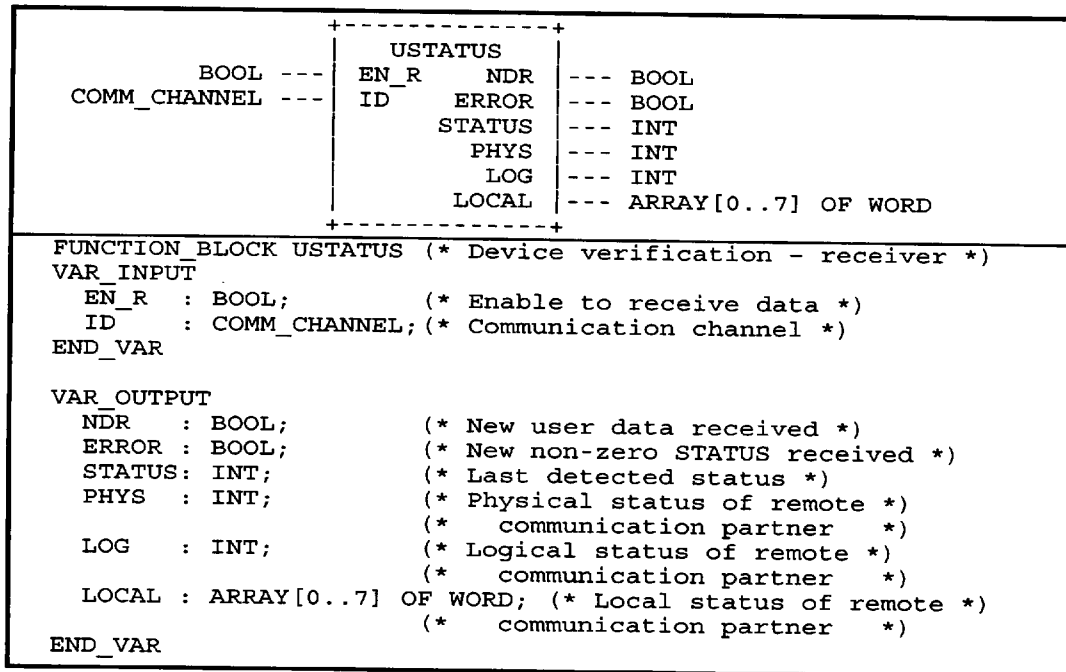 +---------------+
| USTATUS |
BOOL ---| EN_R NDR |--- BOOL
COMM_CHANNEL ---| ID ERROR |--- BOOL
| STATUS |--- INT
| PHYS |--- INT
| LOG |--- INT
| LOCAL |--- ARRAY[0..7] OF WORD
+--------------+
FUNCTION_BLOCK USTATUS (* Device verification – receiver *)
VAR_INPUT
EN_R : BOOL; (* Enable to receive data *)
ID : COMM_CHANNEL; (* Communication channel *)
END_VAR
VAR_OUTPUT
NDR : BOOL; (* New user data received *)
ERROR : BOOL; (* New non-zero STATUS received *)
STATUS: INT; (* Last detected status *)
PHYS : INT; (* Physical status of remote *)
(* communication partner *)
LOG : INT; (* Logical status of remote *)
(* communication partner *)
LOCAL : ARRAY[0..7] OF WORD; (* Local status of remote *)
(* communication partner *)
END_VAR